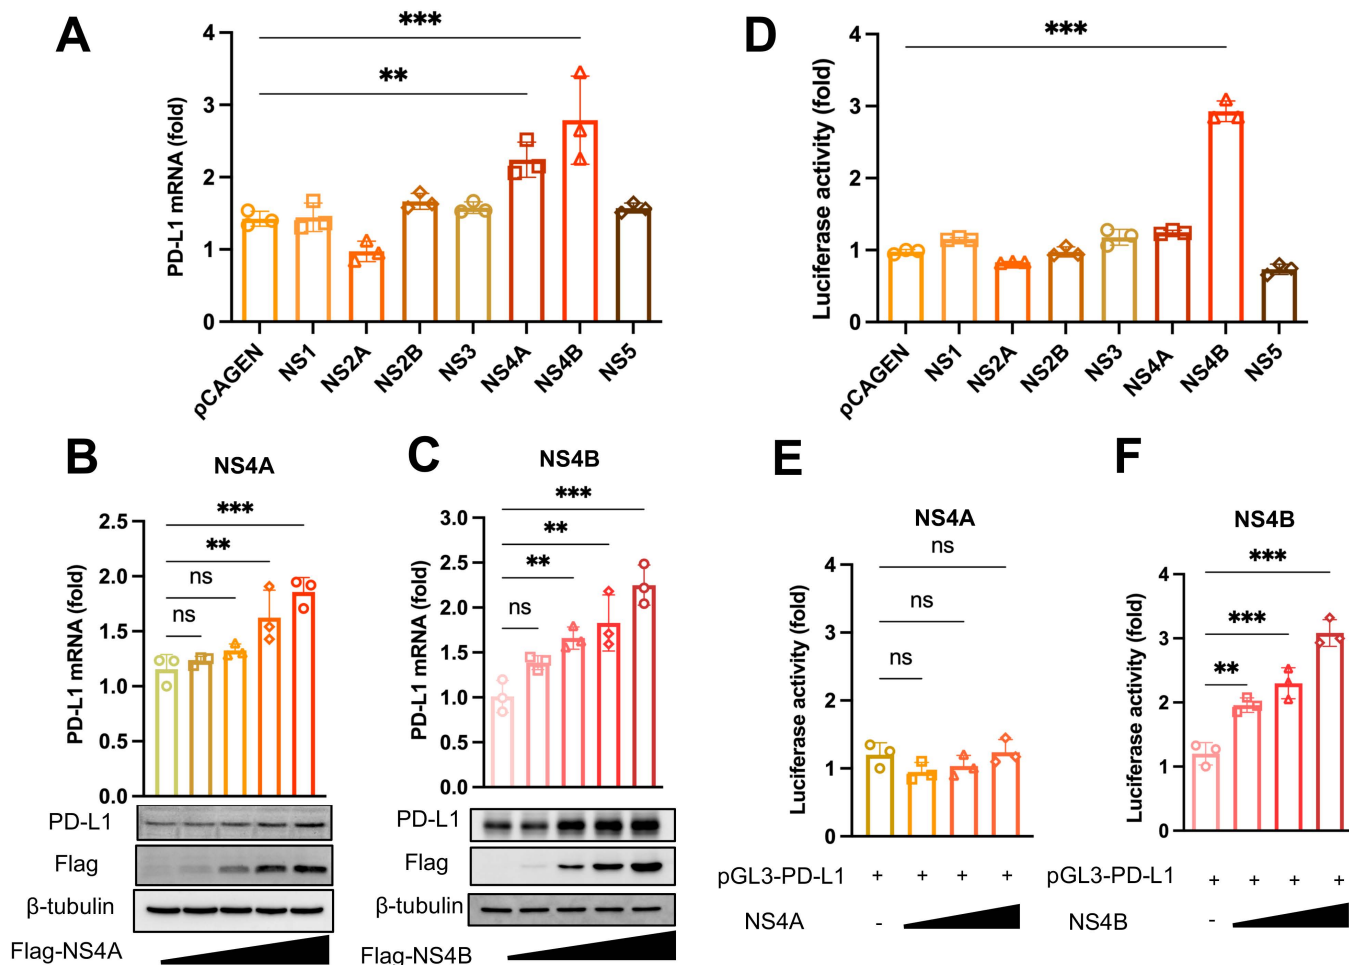 A
PD-L1 mRNA (fold)
4
3
2
1
0
***
**
pCAGEN
NS1
NS2A
NS2B
NS3
NS4A
NS4B
NS5
D
Luciferase activity (fold)
4
3
2
1
0
***
pCAGEN
NS1
NS2A
NS2B
NS3
NS4A
NS4B
NS5
B
NS4A
PD-L1 mRNA (fold)
2.5
2.0
1.5
1.0
0.5
0.0
***
**
ns
ns
PD-L1
Flag
β-tubulin
Flag-NS4A
C
NS4B
PD-L1 mRNA (fold)
3.0
2.5
2.0
1.5
1.0
0.5
0.0
***
**
**
ns
PD-L1
Flag
β-tubulin
Flag-NS4B
E
NS4A
Luciferase activity (fold)
4
3
2
1
0
ns
ns
ns
pGL3-PD-L1 + + + +
NS4A -
F
NS4B
Luciferase activity (fold)
4
3
2
1
0
***
***
**
pGL3-PD-L1 + + + +
NS4B -